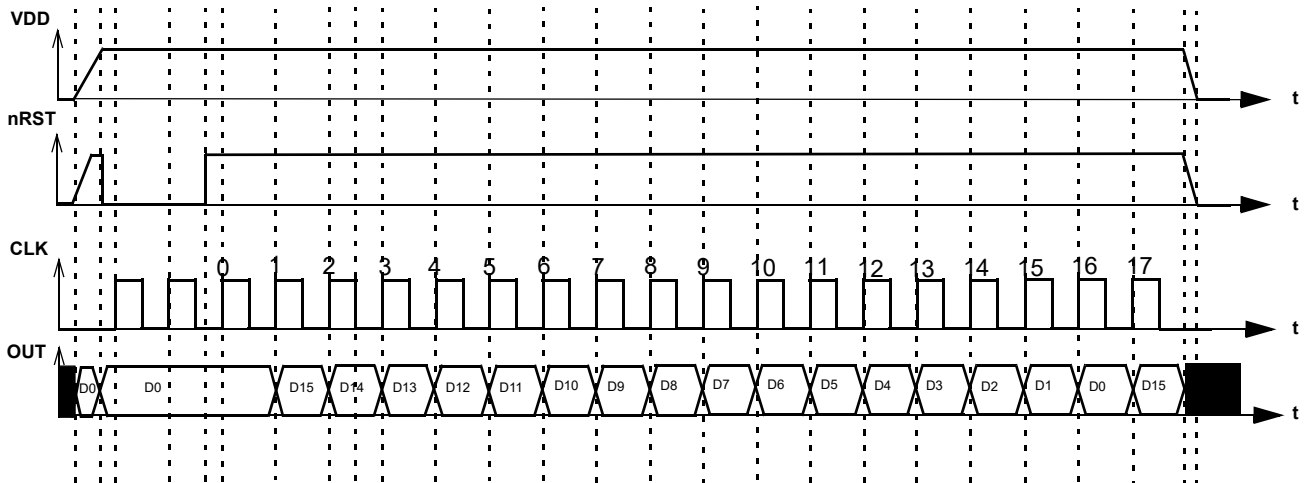 VDD
t
nRST
t
CLK
0 1 2 3 4 5 6 7 8 9 10 11 12 13 14 15 16 17
t
OUT
D0 D0 D15 D14 D13 D12 D11 D10 D9 D8 D7 D6 D5 D4 D3 D2 D1 D0 D15
t